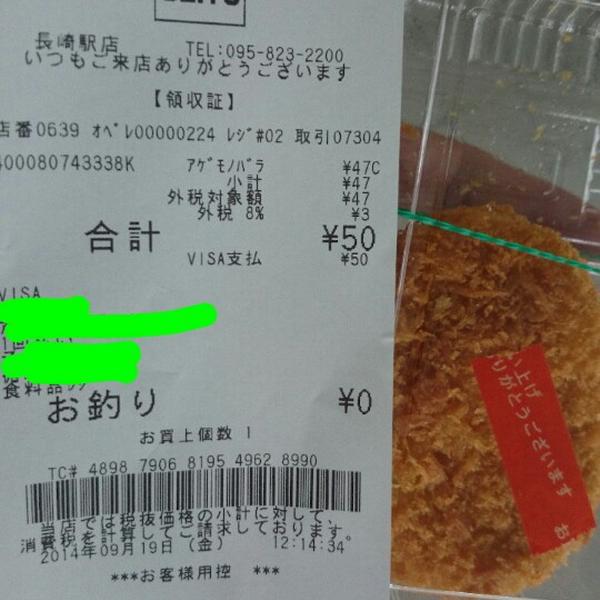 長崎駅店 TEL:095-823-2200
いつもご来店ありがとうございます
【領収証】
店番0639 オペレ00000224 レジ#02 取引07304
400080743338K アゲモノバラ ¥47C
小計 ¥47
外税対象額 ¥47
外税 8% ¥3
合計 ¥50
VISA支払 ¥50
VISA
お釣り ¥0
お買上個数 1
TC# 4898 7906 8195 4962 8990
当店では税抜価格の小計に対して、
消費税を計算してご請求しております。
2014年09月19日 (金) 12:14:34
***お客様用控 ***
い上げ
りがとうございます
お